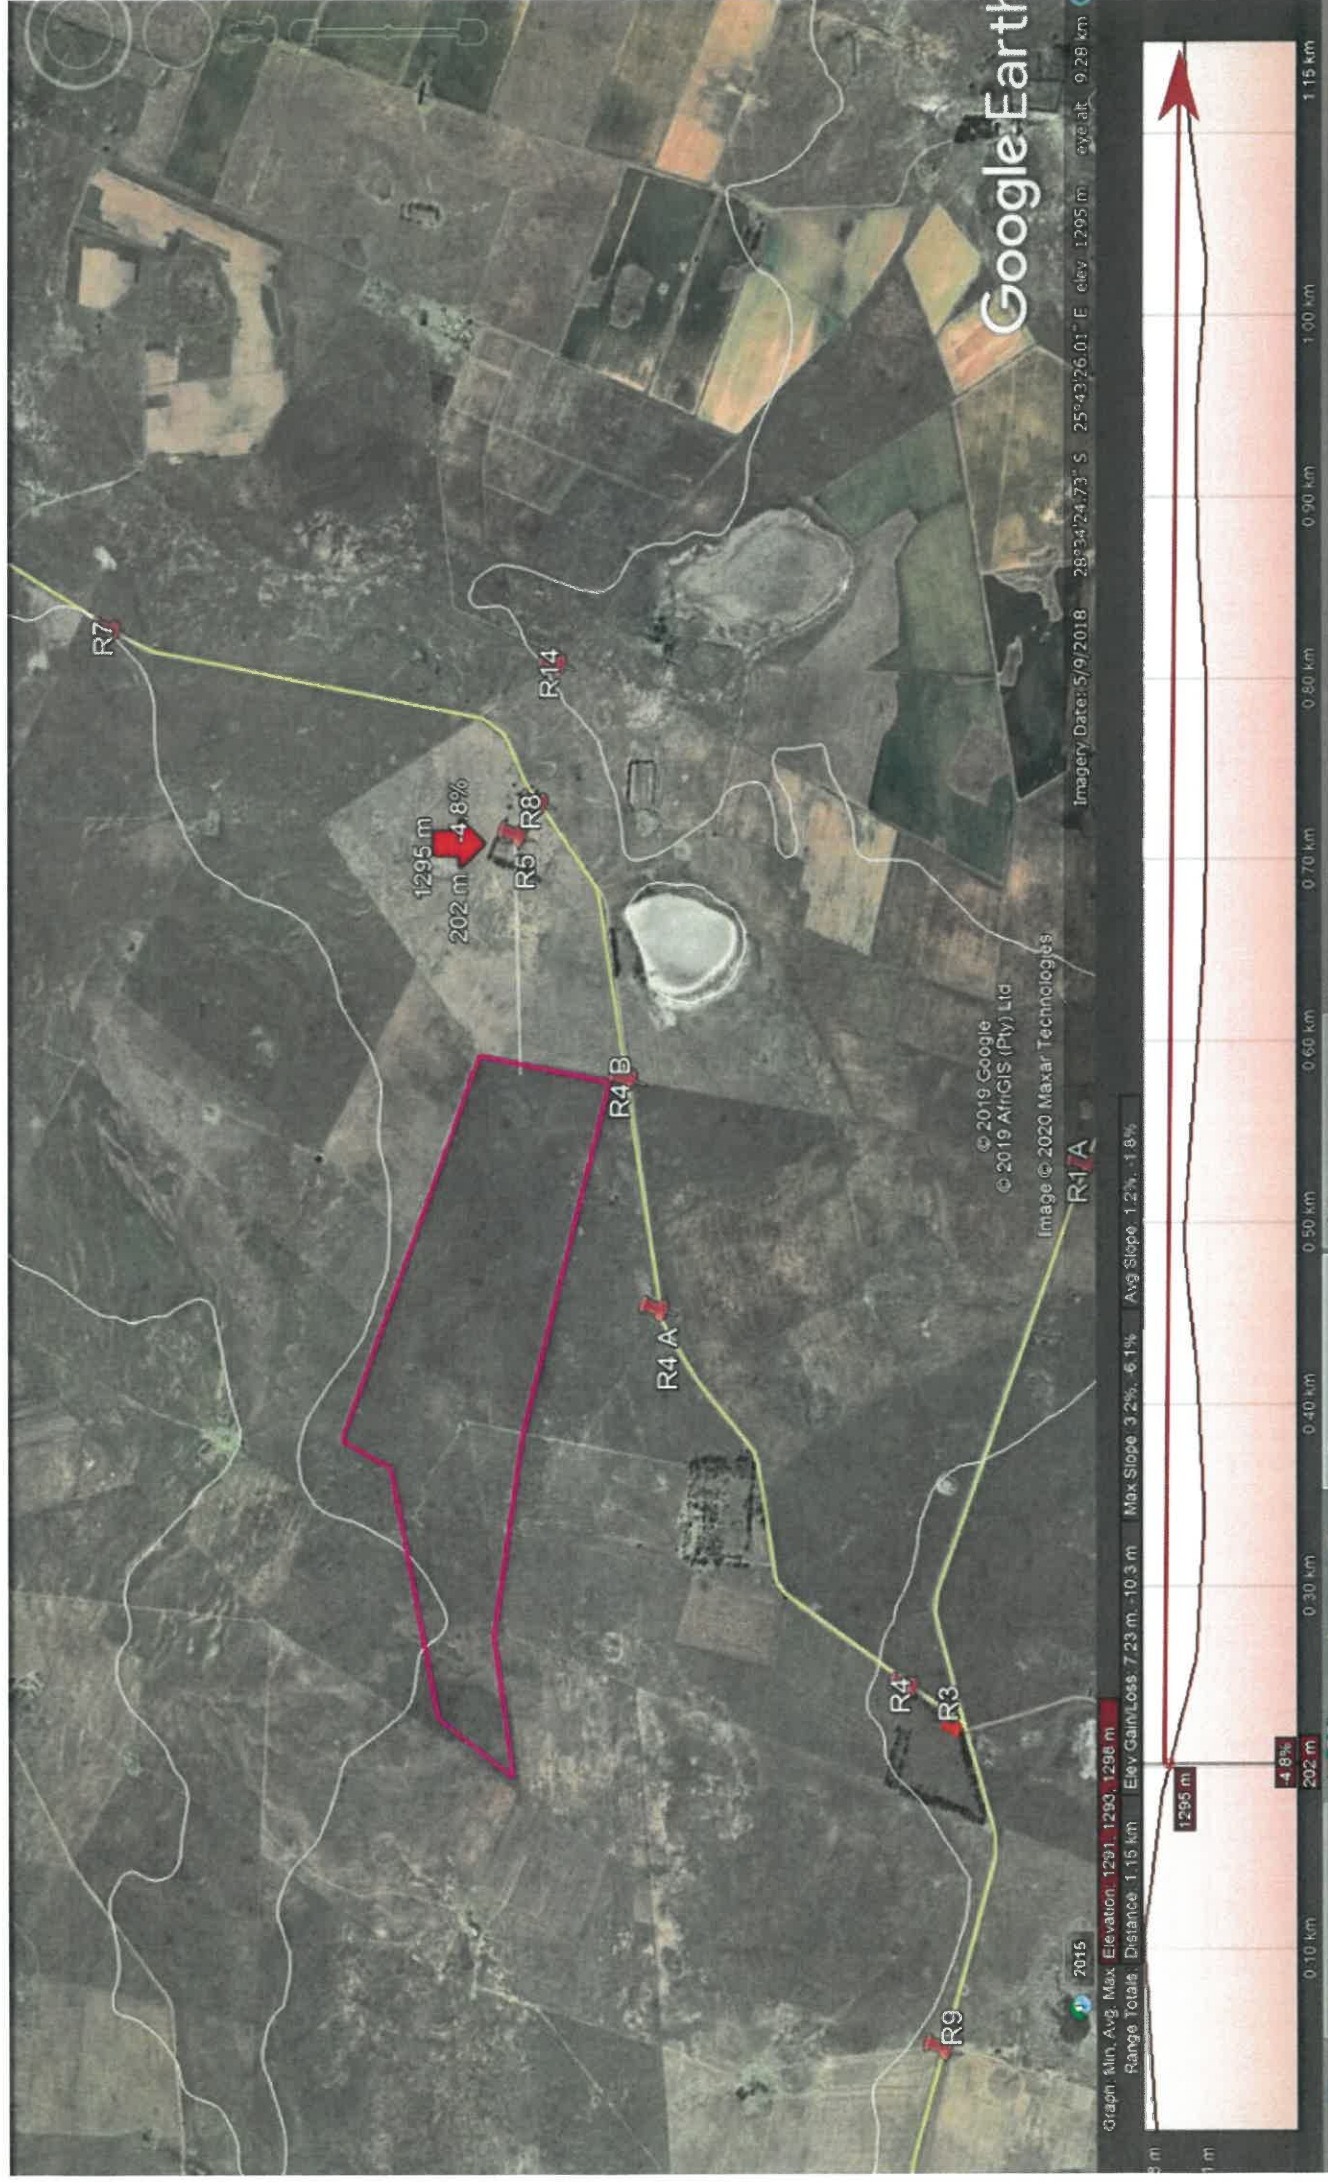 R7
R-14
1295 m
202 m -4.8%
R8
R5
R4 B
R4 A
R4
R3
R9
R-1/A
© 2019 Google
© 2019 AfriGIS (Pty) Ltd
Image © 2020 Maxar Technologies
Google Earth
2015
Imagery Date: 5/9/2018 28°34'24.73" S 25°43'26.01" E elev 1295 m eye alt 9.28 km
Graph: Min, Avg, Max Elevation: 1291, 1293, 1298 m
Range Totals: Distance: 1.15 km Elev Gain/Loss: 7.23 m, -10.3 m Max Slope: 3.2%, -6.1% Avg Slope: 1.2%, -1.8%
1295 m
-4.8%
202 m
0.10 km 0.30 km 0.40 km 0.50 km 0.60 km 0.70 km 0.80 km 0.90 km 1.00 km 1.15 km